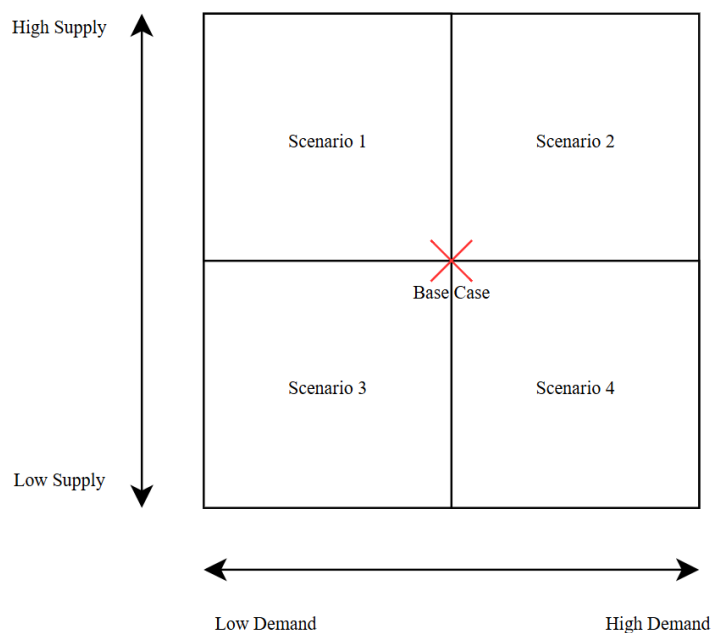 High Supply
Scenario 1
Scenario 2
Base Case
Scenario 3
Scenario 4
Low Supply
Low Demand
High Demand